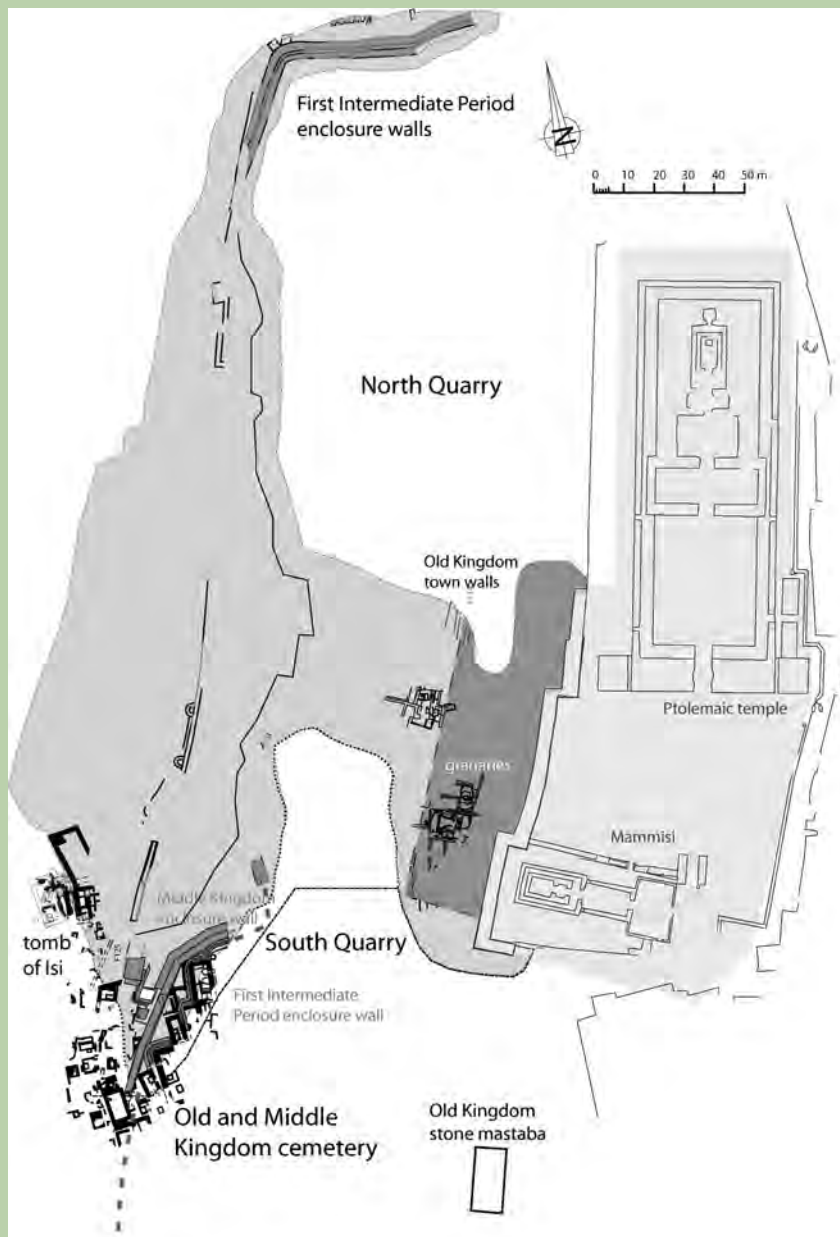 First Intermediate Period
enclosure walls
N
0 10 20 30 40 50 m
North Quarry
Old Kingdom
town walls
Ptolemaic temple
granaries
Mammisi
Middle Kingdom
enclosure wall
tomb
of Isi
South Quarry
First Intermediate
Period enclosure wall
Old and Middle
Kingdom cemetery
Old Kingdom
stone mastaba